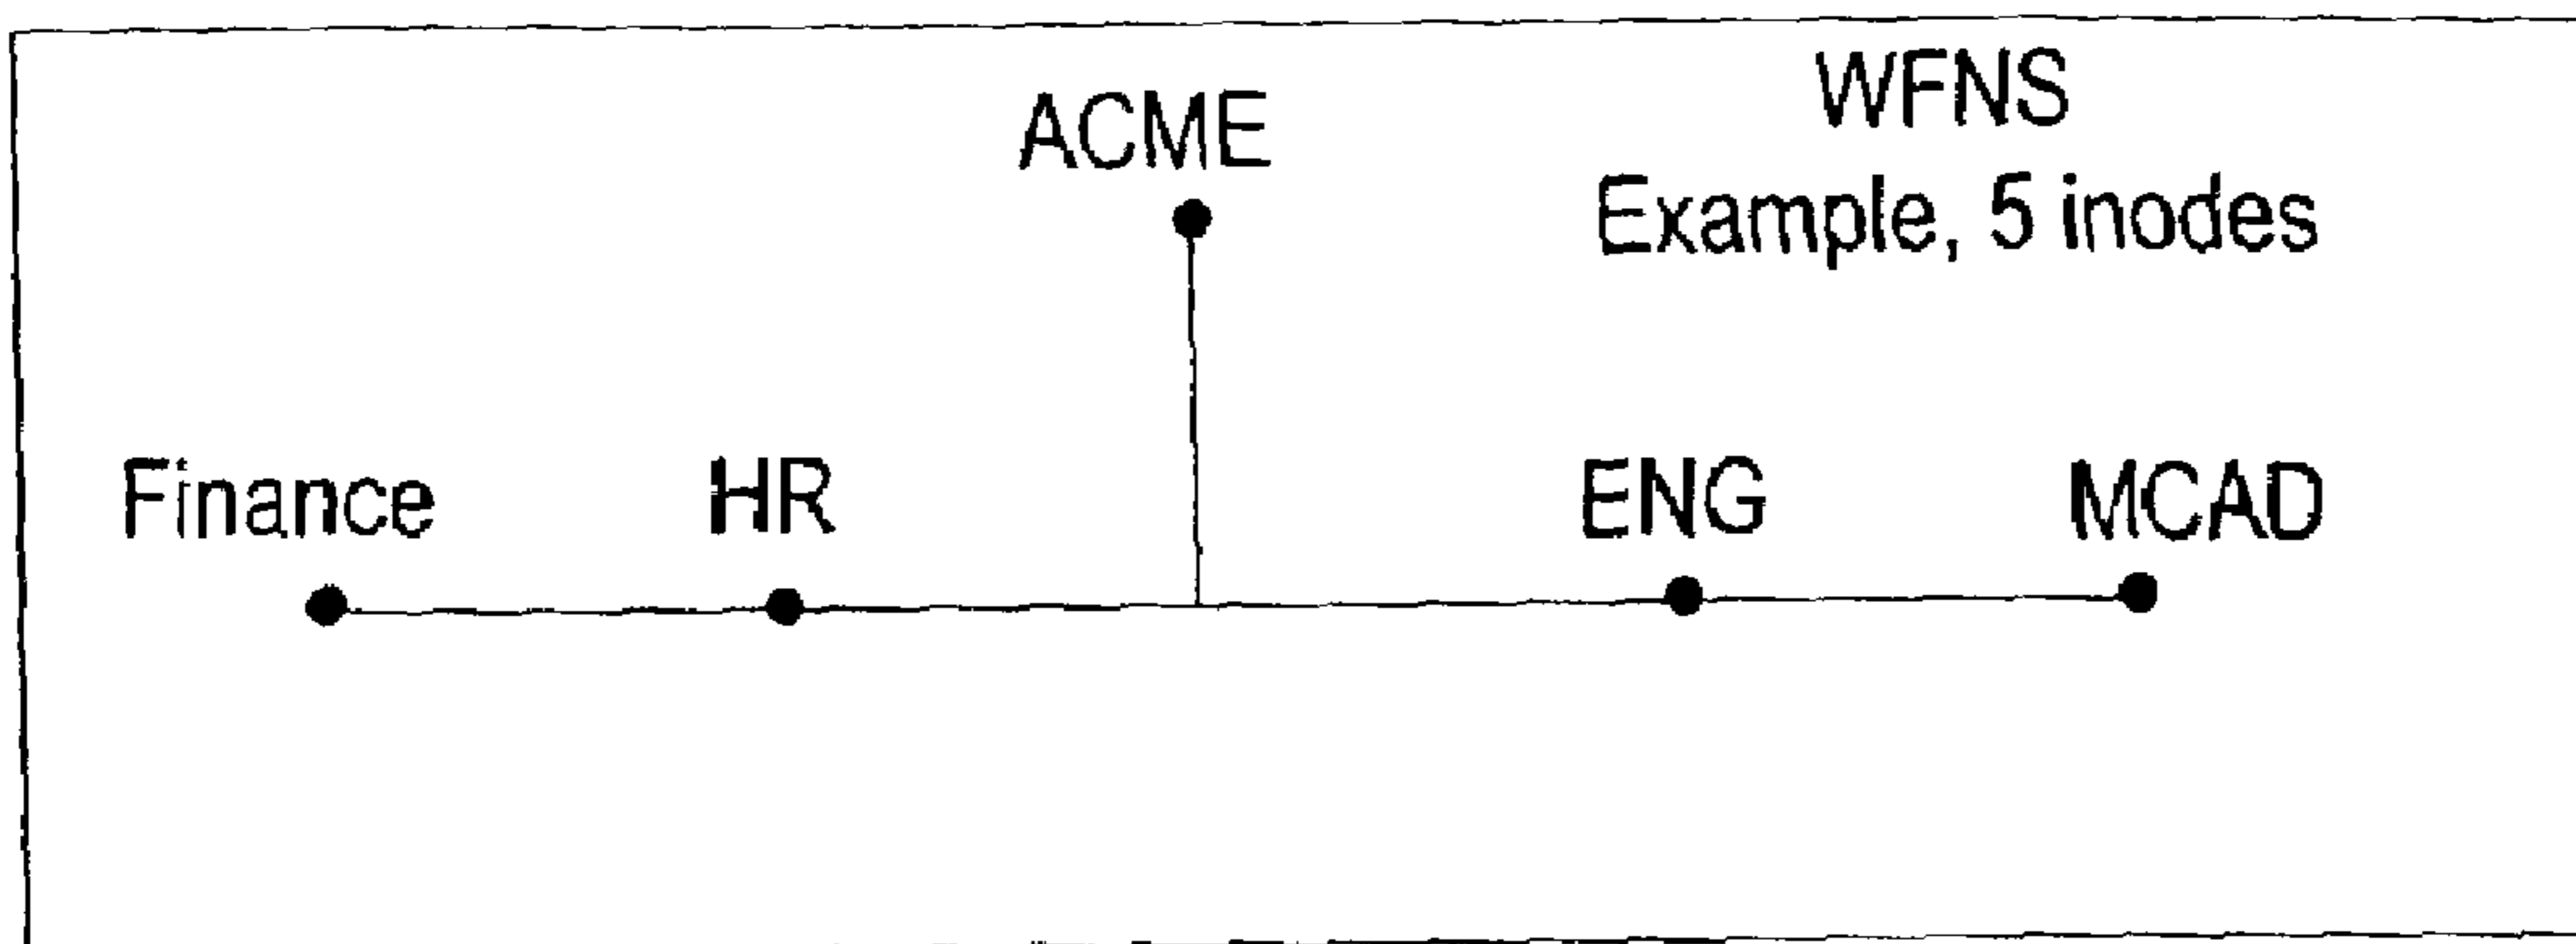 ACME
WFNS
Example, 5 inodes
Finance
HR
ENG
MCAD